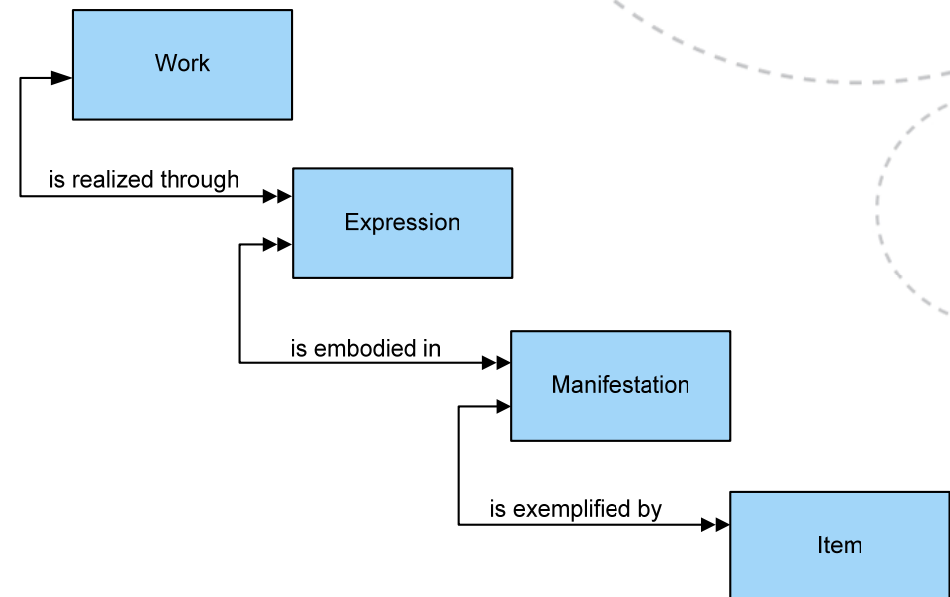 Work
is realized through
Expression
is embodied in
Manifestation
is exemplified by
Item